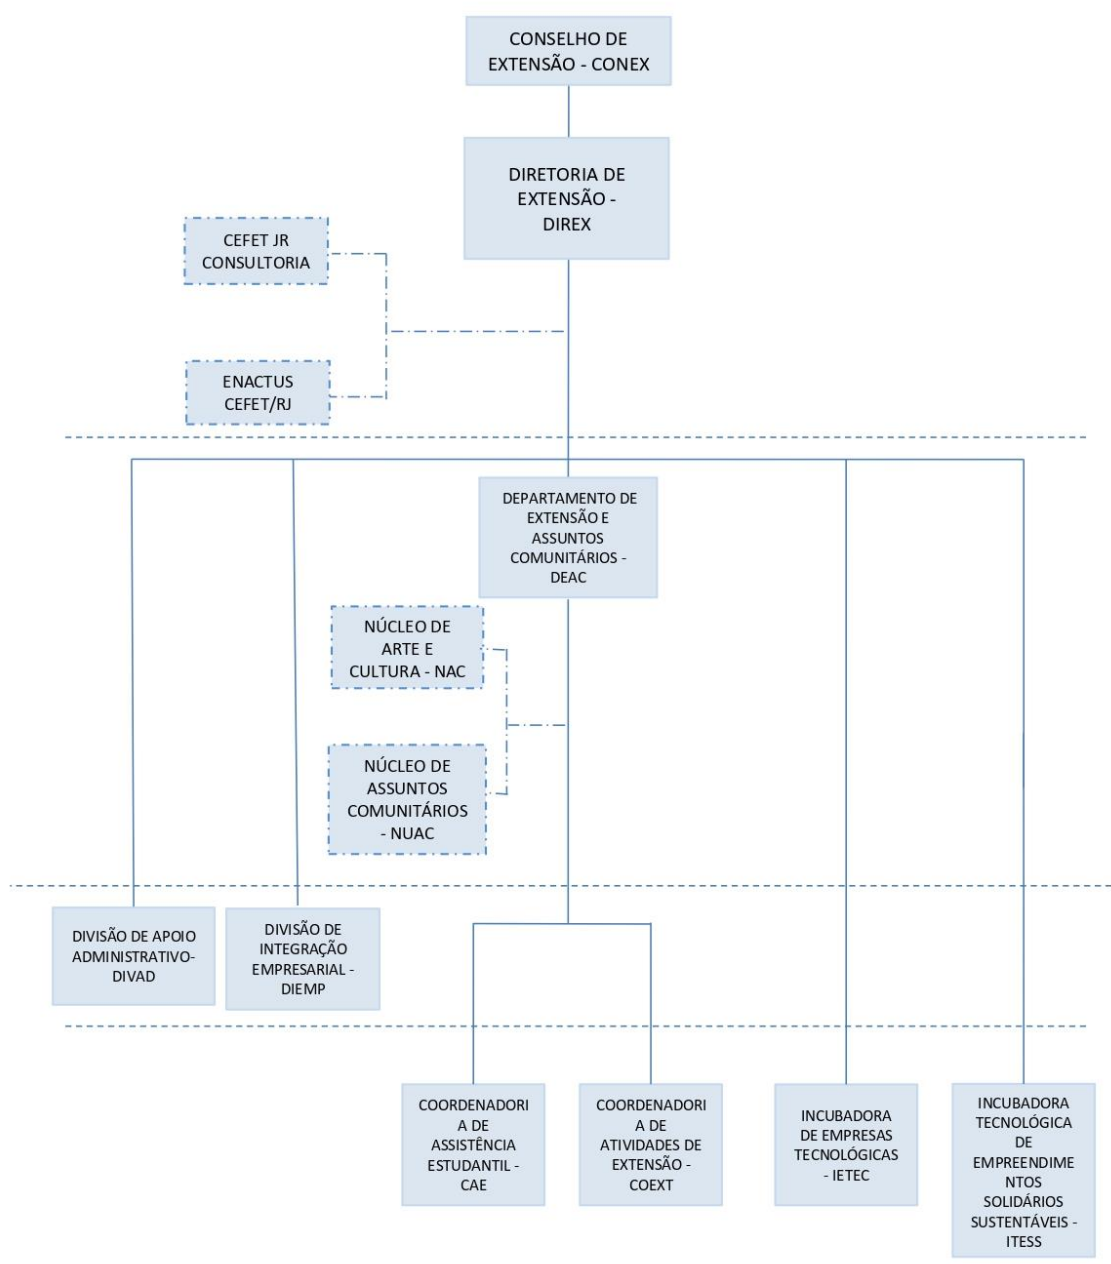 CONSELHO DE
EXTENSÃO - CONEX
DIRETORIA DE
EXTENSÃO -
DIREX
CEFET JR
CONSULTORIA
ENACTUS
CEFET/RJ
DEPARTAMENTO DE
EXTENSÃO E
ASSUNTOS
COMUNITÁRIOS -
DEAC
NÚCLEO DE
ARTE E
CULTURA - NAC
NÚCLEO DE
ASSUNTOS
COMUNITÁRIOS
- NUAC
DIVISÃO DE APOIO
ADMINISTRATIVO-
DIVAD
DIVISÃO DE
INTEGRAÇÃO
EMPRESARIAL -
DIEMP
COORDENADORI
A DE
ASSISTÊNCIA
ESTUDANTIL -
CAE
COORDENADORI
A DE
ATIVIDADES DE
EXTENSÃO -
COEXT
INCUBADORA
DE EMPRESAS
TECNOLÓGICAS
- IETEC
INCUBADORA
TECNOLÓGICA
DE
EMPREENDIME
NTOS
SOLIDÁRIOS
SUSTENTÁVEIS -
ITESS